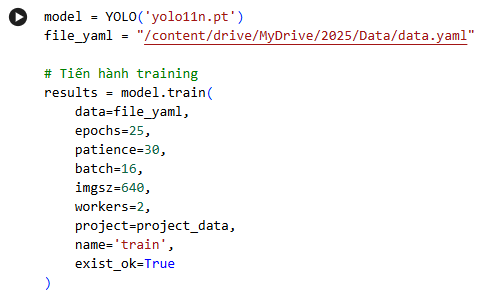 model = YOLO('yolo11n.pt')
file_yaml = "/content/drive/MyDrive/2025/Data/data.yaml"

# Tiến hành training
results = model.train(
    data=file_yaml,
    epochs=25,
    patience=30,
    batch=16,
    imgsz=640,
    workers=2,
    project=project_data,
    name='train',
    exist_ok=True
)